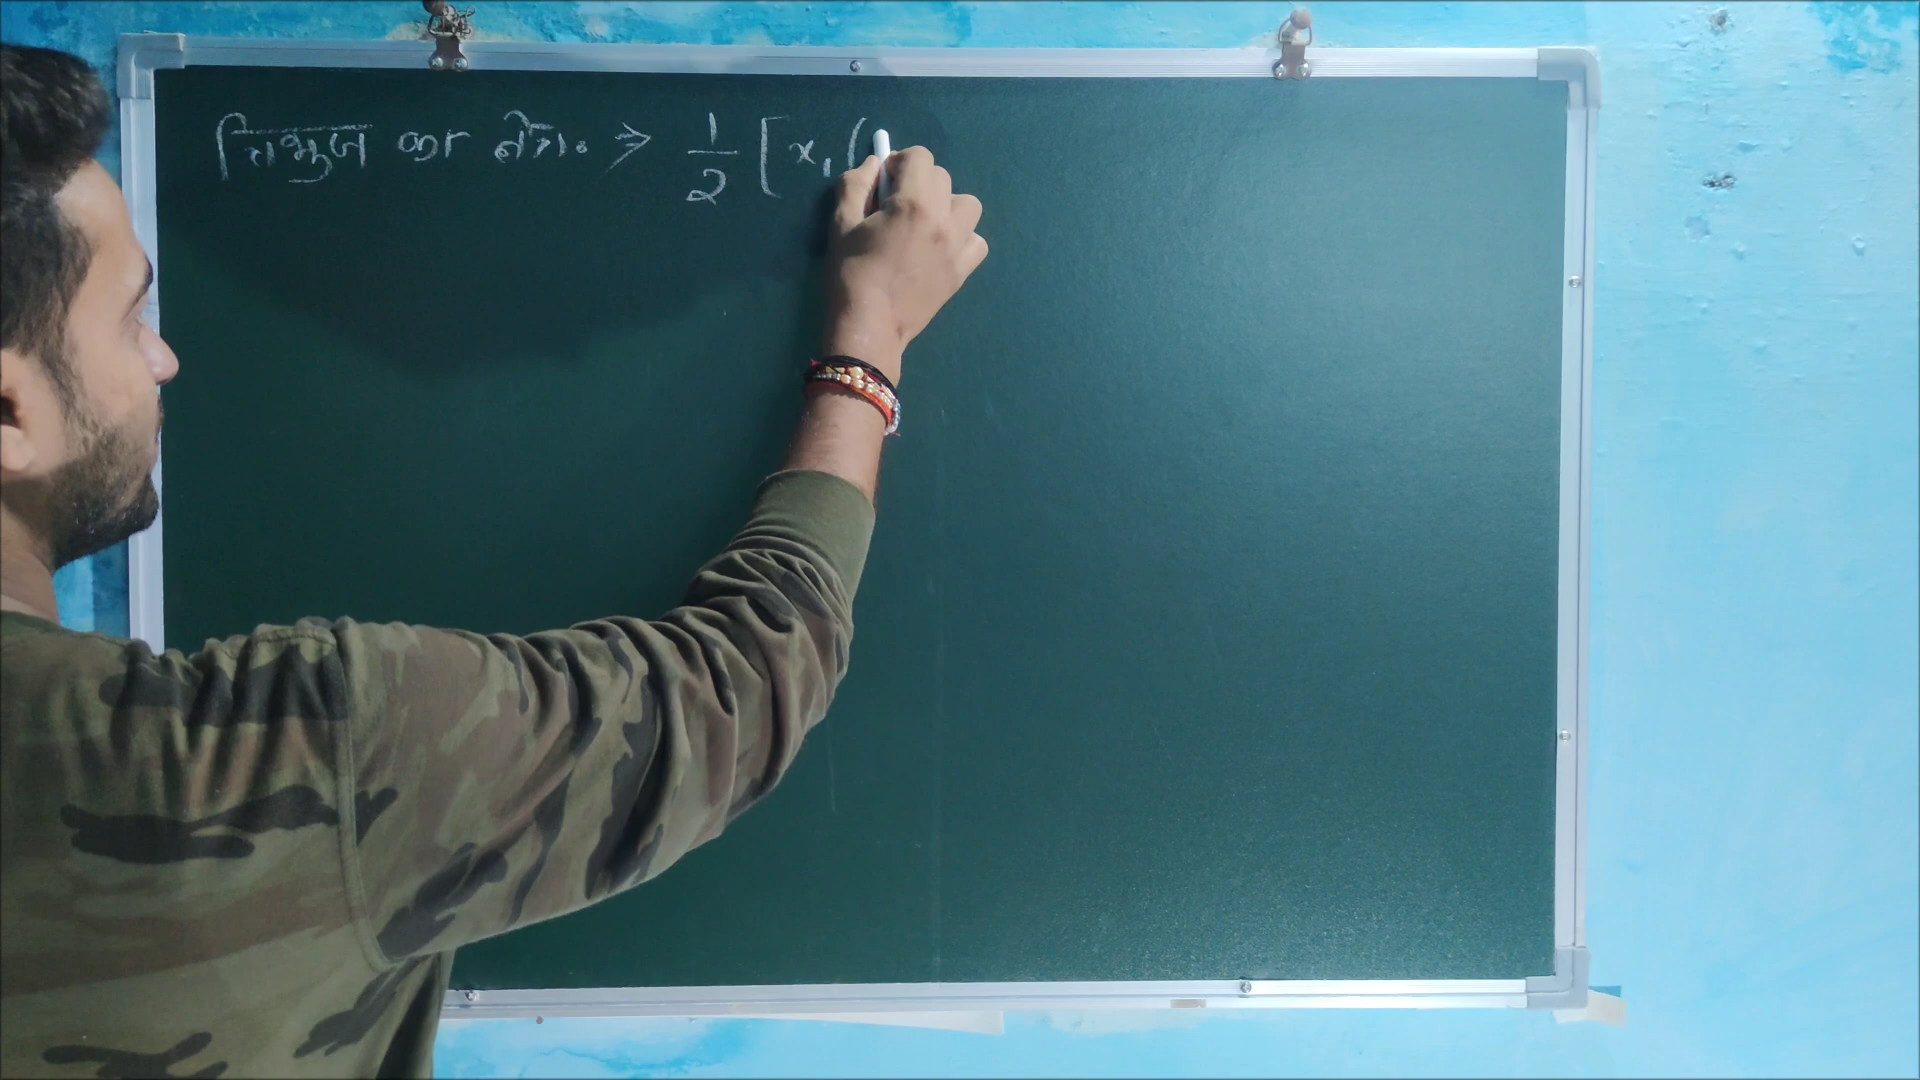 त्रिभुज का क्षे० → 1/2 [x₁(